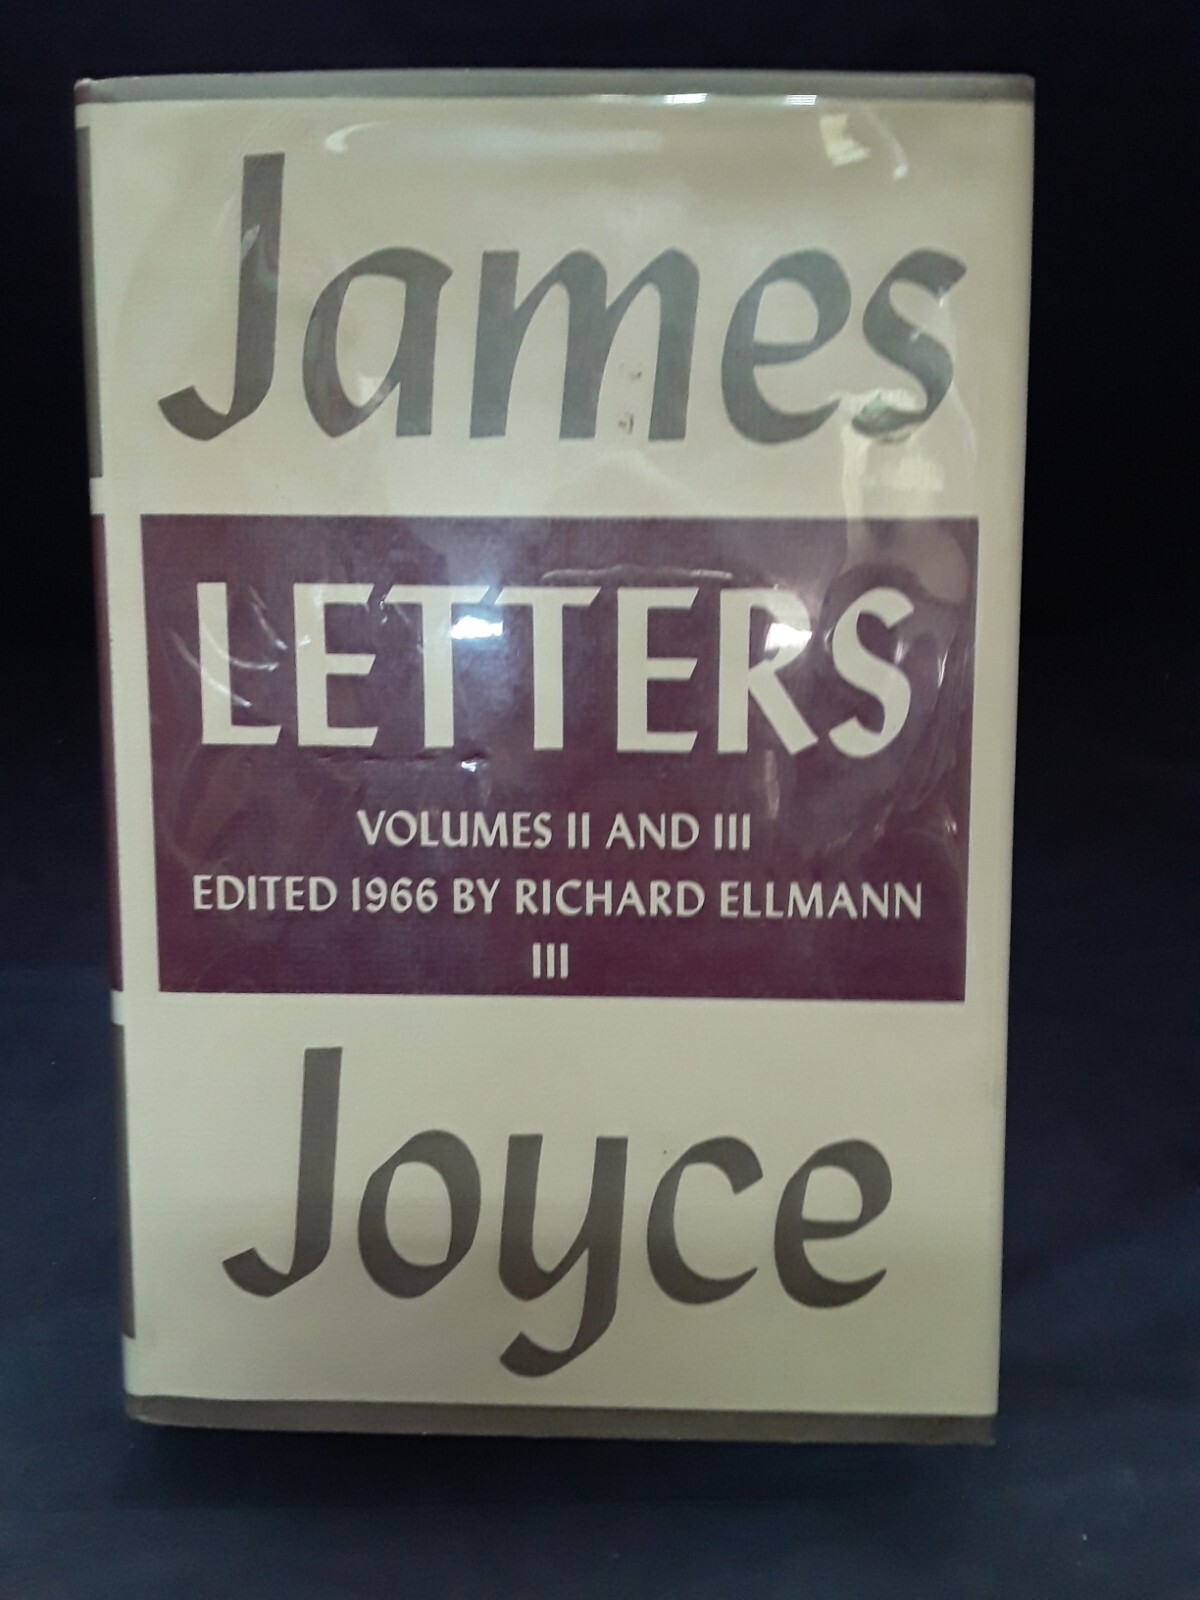 James
LETTERS
VOLUMES II AND III
EDITED 1966 BY RICHARD ELLMANN
III
Joyce